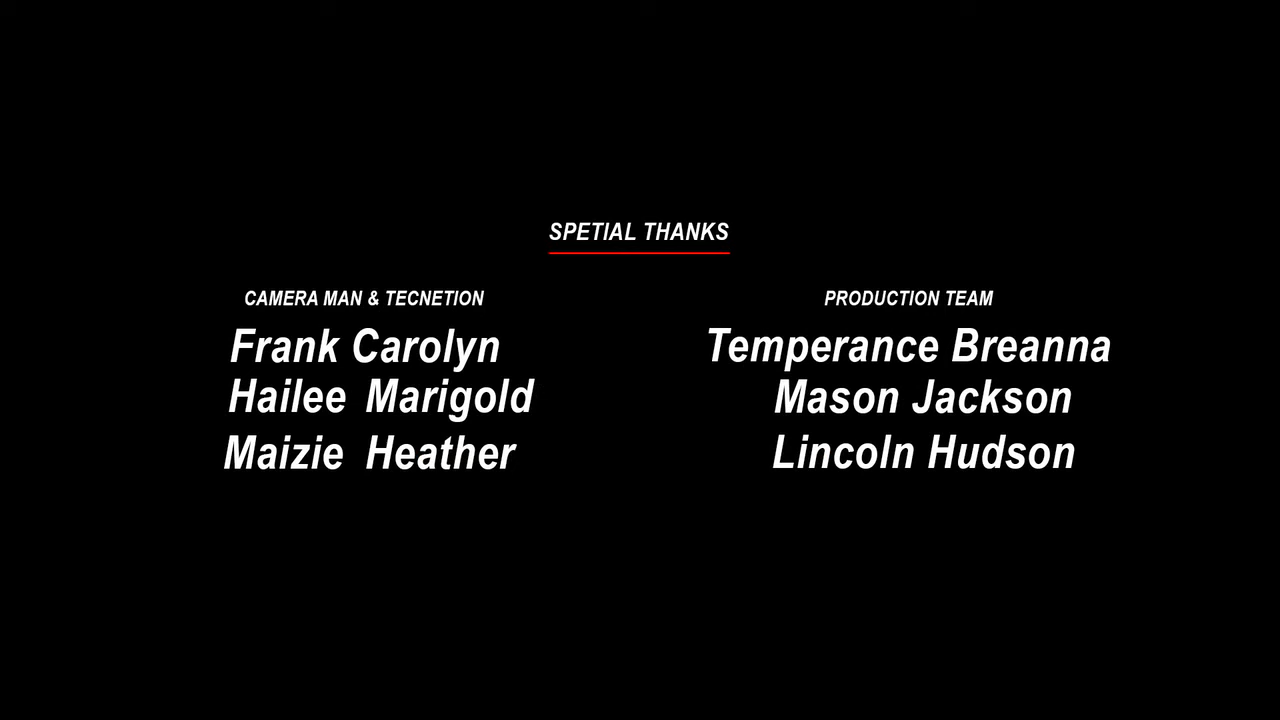 SPETIAL THANKS
CAMERA MAN & TECNETION
Frank Carolyn
Hailee Marigold
Maizie Heather
PRODUCTION TEAM
Temperance Breanna
Mason Jackson
Lincoln Hudson